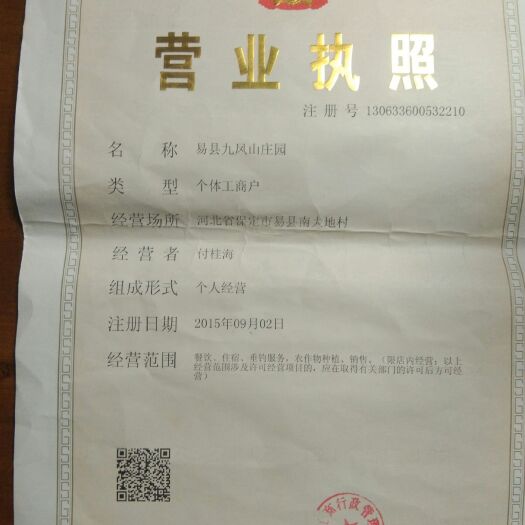 营业执照
注册号 130633600532210
名称 易县九凤山庄园
类型 个体工商户
经营场所 河北省保定市易县南大地村
经营者 付桂海
组成形式 个人经营
注册日期 2015年09月02日
经营范围 餐饮、住宿、垂钓服务，农作物种植、销售。（限店内经营；以上
经营范围涉及许可经营项目的，应在取得有关部门的许可后方可经
营）
商行政管理